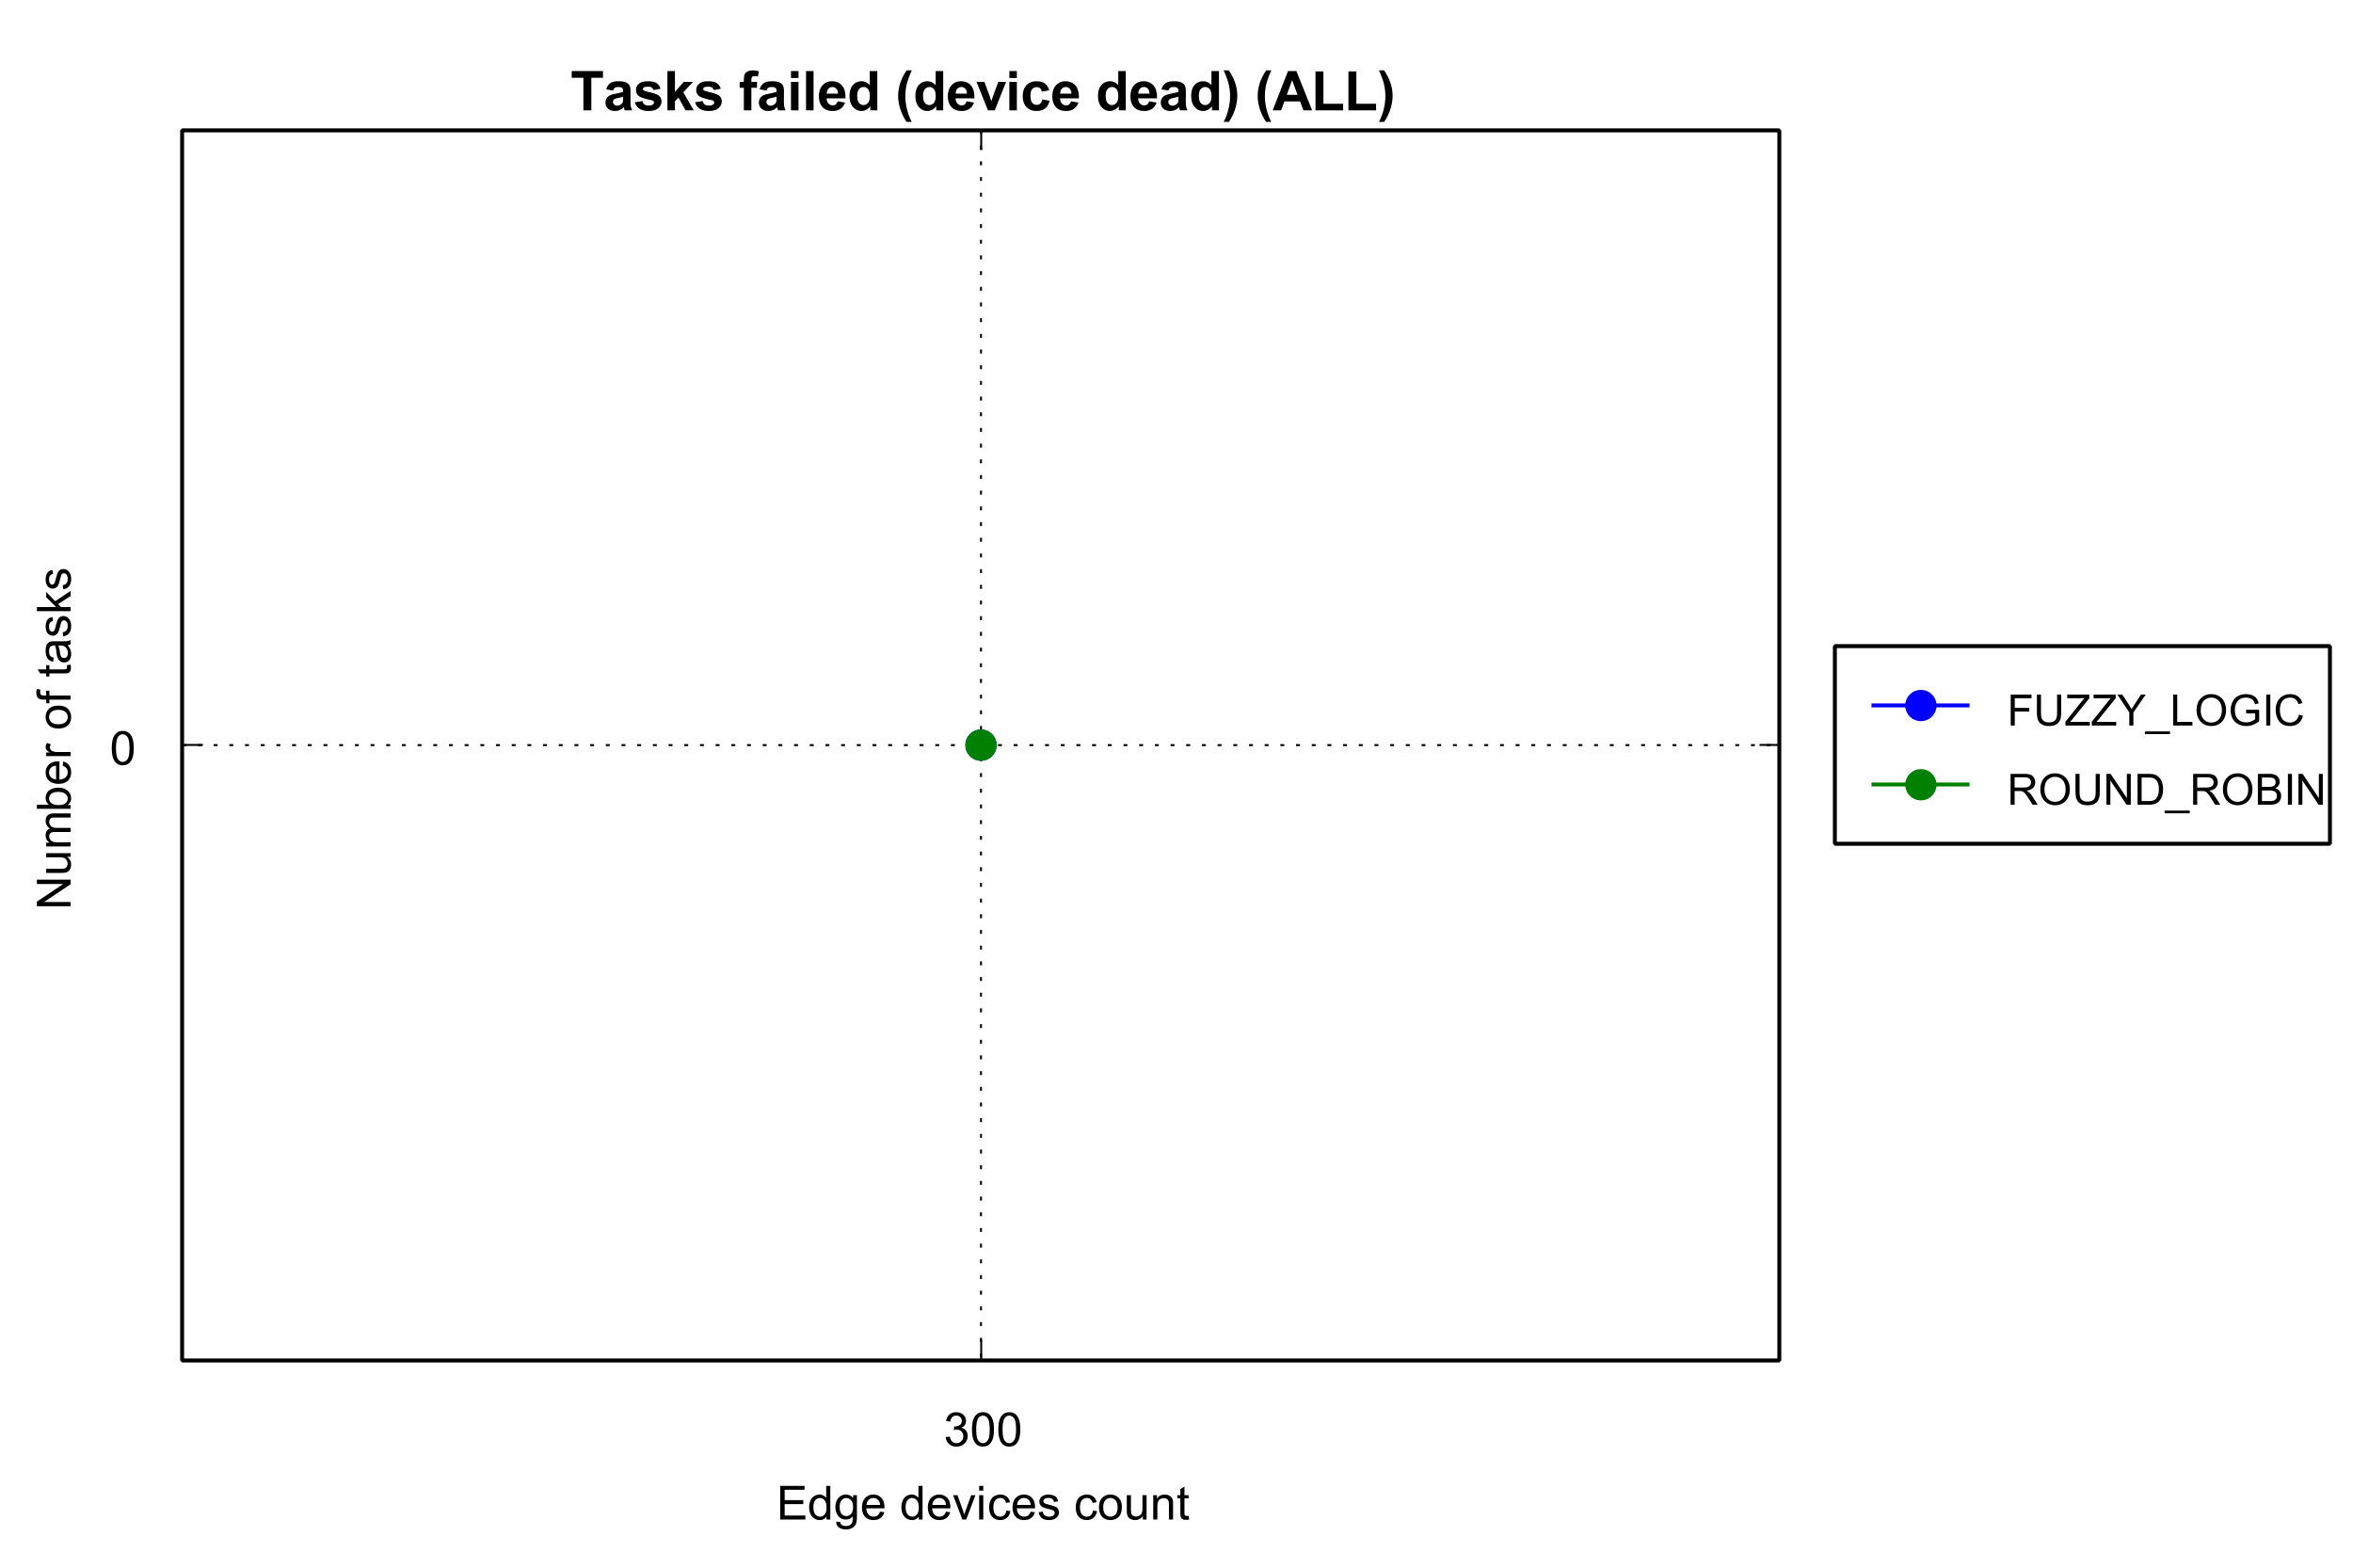 Tasks failed (device dead) (ALL)
Number of tasks
0
300
Edge devices count
FUZZY_LOGIC
ROUND_ROBIN